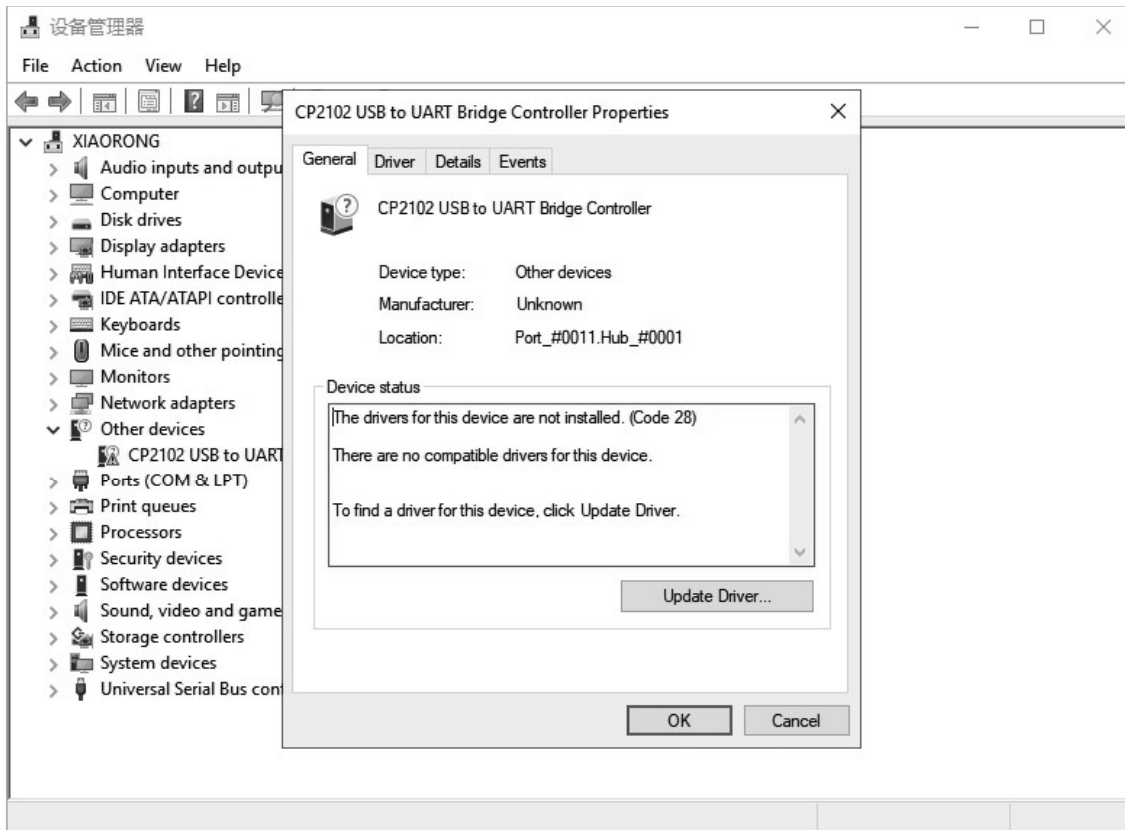 设备管理器
File Action View Help
CP2102 USB to UART Bridge Controller Properties
XIAORONG
Audio inputs and outpu
Computer
Disk drives
Display adapters
Human Interface Device
IDE ATA/ATAPI controlle
Keyboards
Mice and other pointing
Monitors
Network adapters
Other devices
CP2102 USB to UART
Ports (COM & LPT)
Print queues
Processors
Security devices
Software devices
Sound, video and game
Storage controllers
System devices
Universal Serial Bus con
General Driver Details Events
CP2102 USB to UART Bridge Controller
Device type: Other devices
Manufacturer: Unknown
Location: Port_#0011.Hub_#0001
Device status
The drivers for this device are not installed. (Code 28)
There are no compatible drivers for this device.
To find a driver for this device, click Update Driver.
Update Driver...
OK Cancel